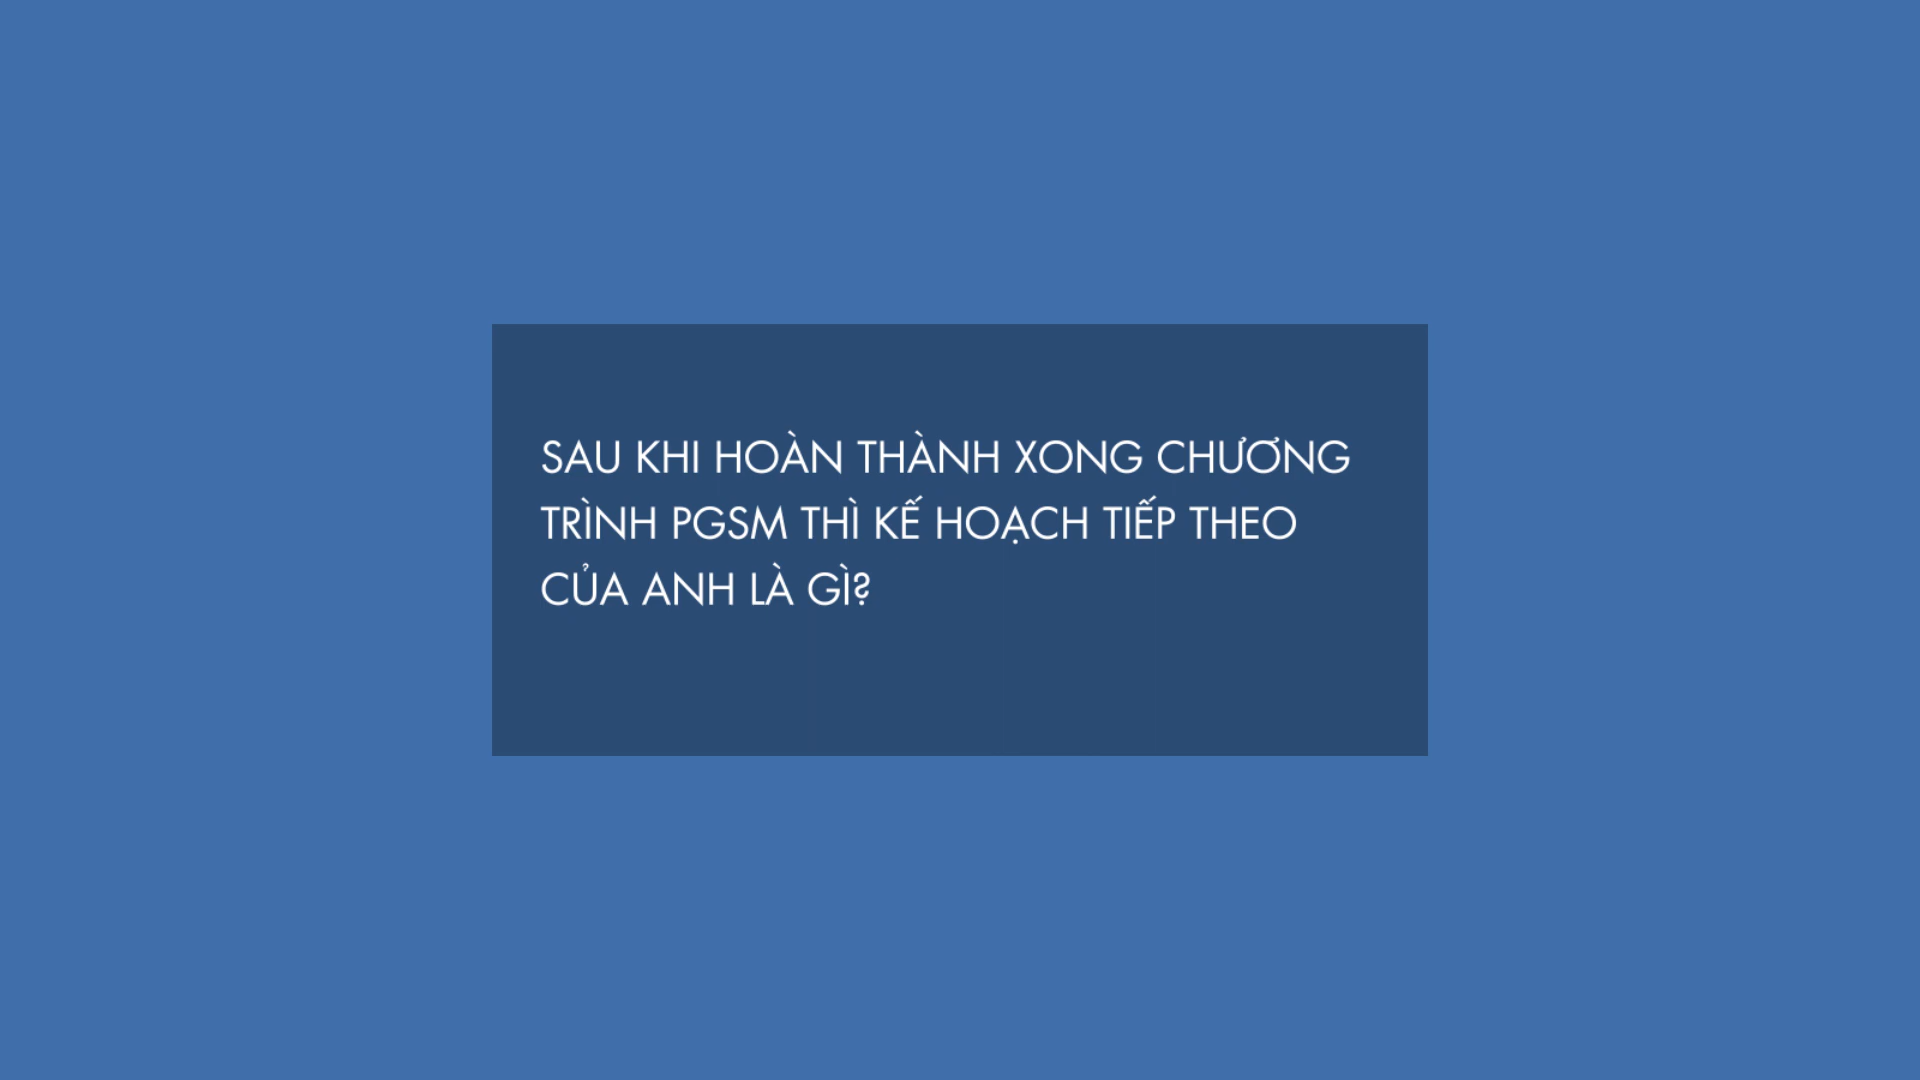 SAU KHI HOÀN THÀNH XONG CHƯƠNG
TRÌNH PGSM THÌ KẾ HOẠCH TIẾP THEO
CỦA ANH LÀ GÌ?